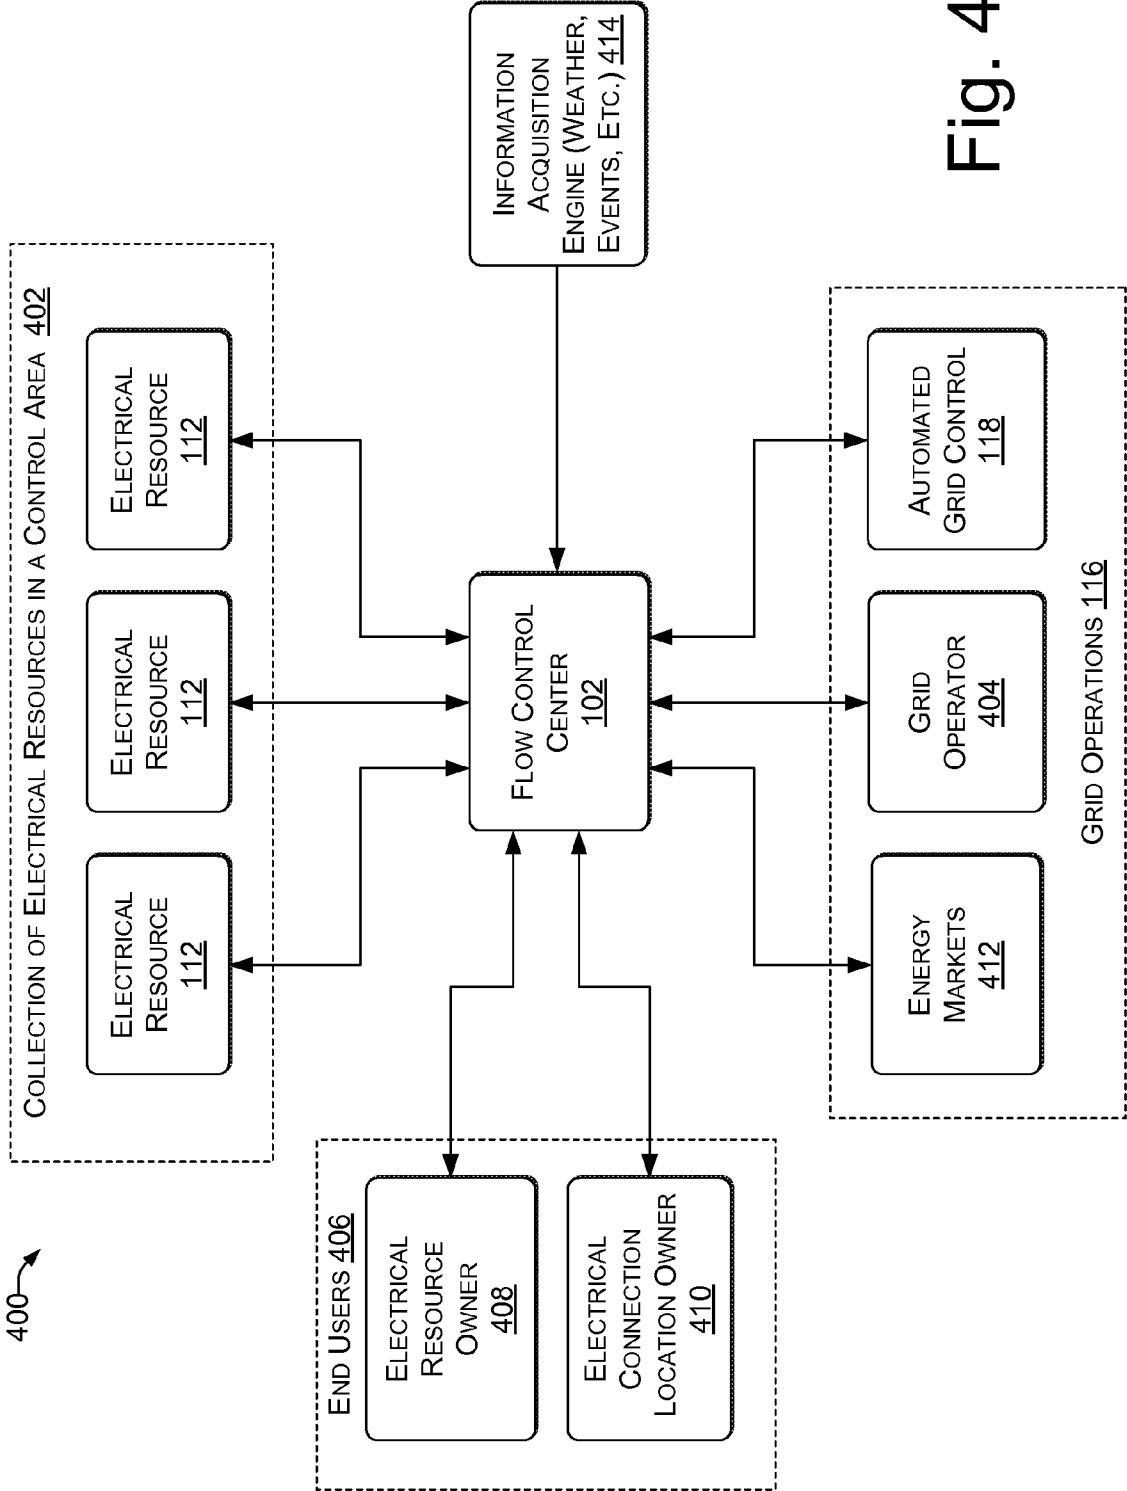 400
COLLECTION OF ELECTRICAL RESOURCES IN A CONTROL AREA 402
ELECTRICAL
RESOURCE
112
ELECTRICAL
RESOURCE
112
ELECTRICAL
RESOURCE
112
END USERS 406
ELECTRICAL
RESOURCE
OWNER
408
ELECTRICAL
CONNECTION
LOCATION OWNER
410
FLOW CONTROL
CENTER
102
INFORMATION
ACQUISITION
ENGINE (WEATHER,
EVENTS, ETC.) 414
ENERGY
MARKETS
412
GRID
OPERATOR
404
AUTOMATED
GRID CONTROL
118
GRID OPERATIONS 116
Fig. 4